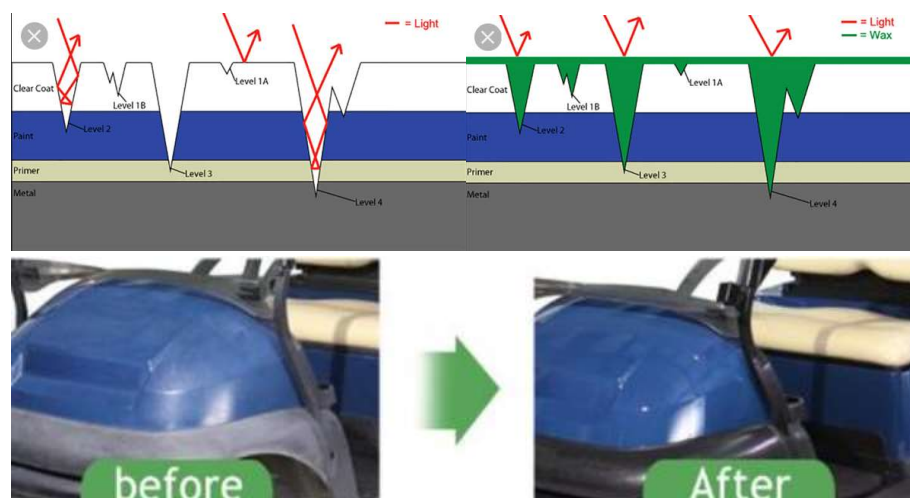 = Light
Clear Coat
Level 1A
Level 1B
Level 2
Paint
Primer
Level 3
Metal
Level 4
= Light
= Wax
Clear Coat
Level 1A
Level 1B
Level 2
Paint
Primer
Level 3
Metal
Level 4
before
After